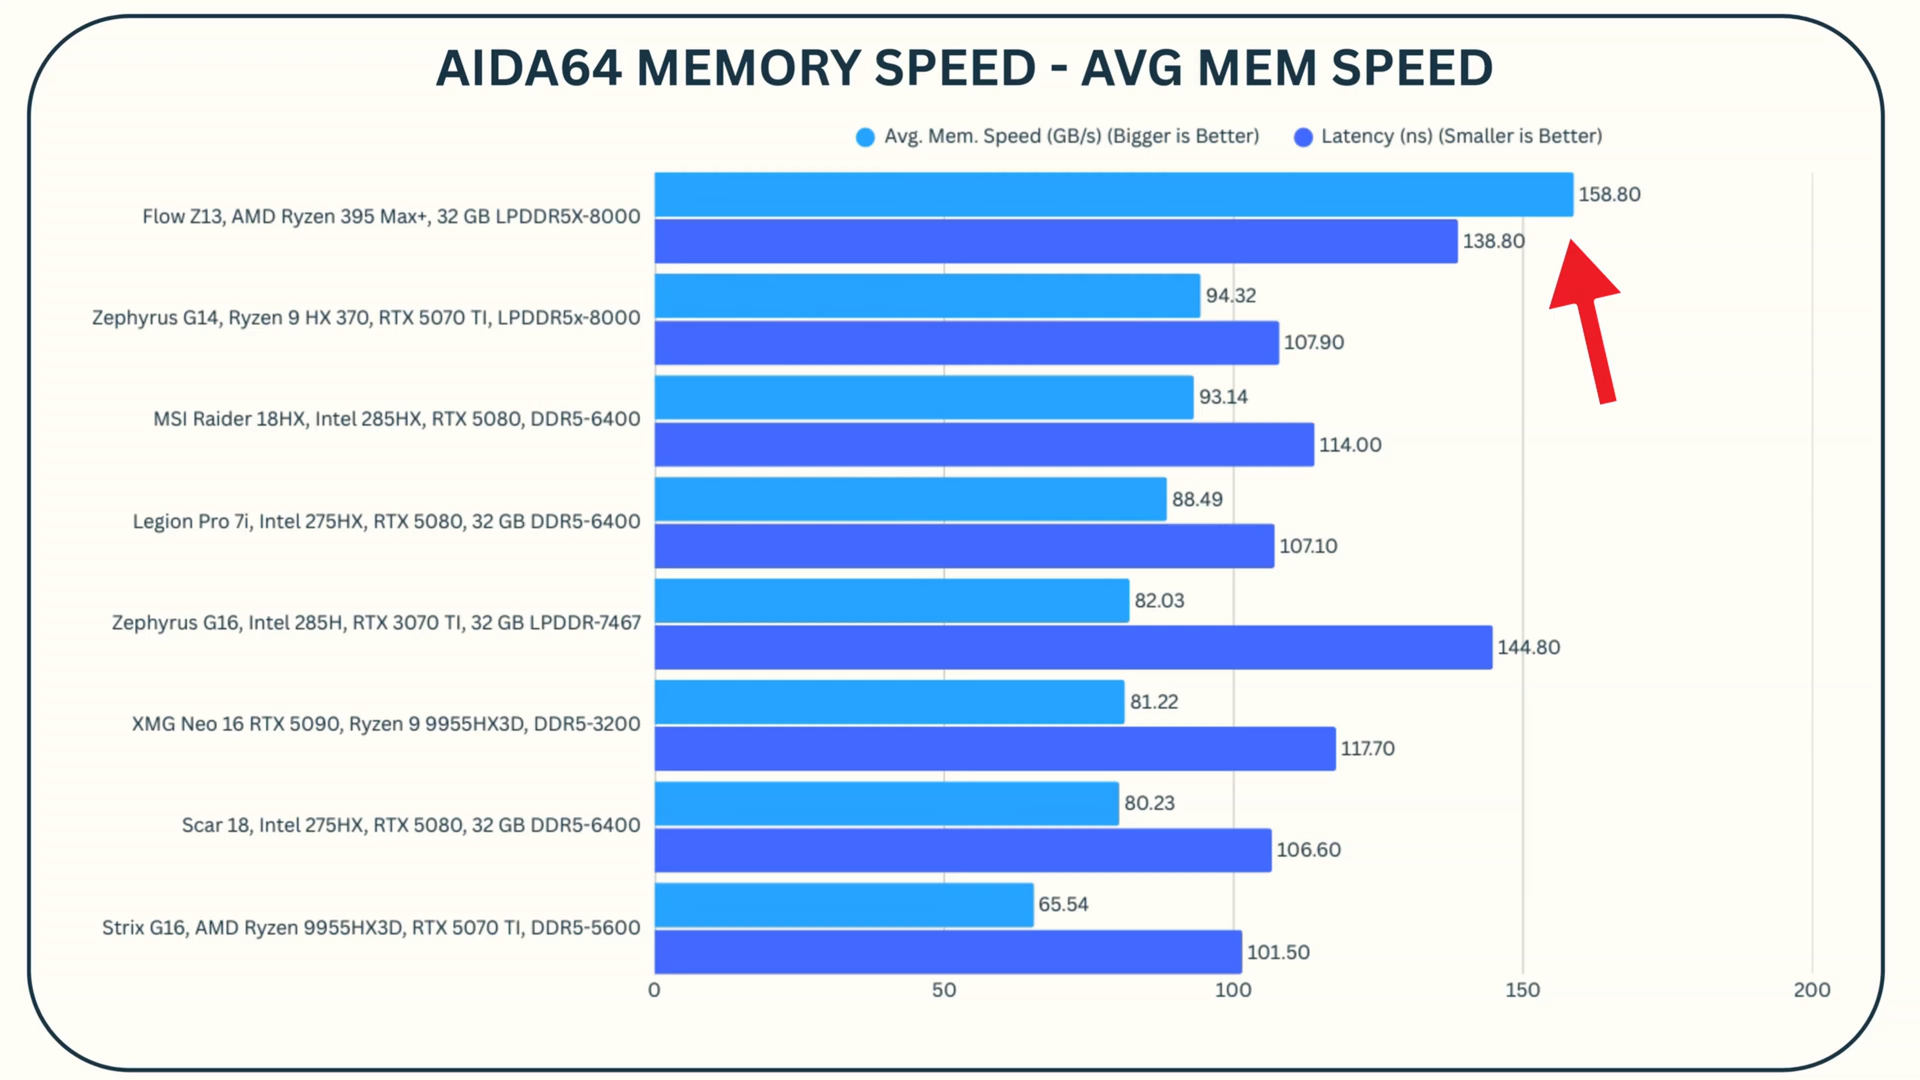 AIDA64 MEMORY SPEED - AVG MEM SPEED
Avg. Mem. Speed (GB/s) (Bigger is Better) Latency (ns) (Smaller is Better)
Flow Z13, AMD Ryzen 395 Max+, 32 GB LPDDR5X-8000
158.80
138.80
Zephyrus G14, Ryzen 9 HX 370, RTX 5070 TI, LPDDR5x-8000
94.32
107.90
MSI Raider 18HX, Intel 285HX, RTX 5080, DDR5-6400
93.14
114.00
Legion Pro 7i, Intel 275HX, RTX 5080, 32 GB DDR5-6400
88.49
107.10
Zephyrus G16, Intel 285H, RTX 3070 TI, 32 GB LPDDR-7467
82.03
144.80
XMG Neo 16 RTX 5090, Ryzen 9 9955HX3D, DDR5-3200
81.22
117.70
Scar 18, Intel 275HX, RTX 5080, 32 GB DDR5-6400
80.23
106.60
Strix G16, AMD Ryzen 9955HX3D, RTX 5070 TI, DDR5-5600
65.54
101.50
0 50 100 150 200